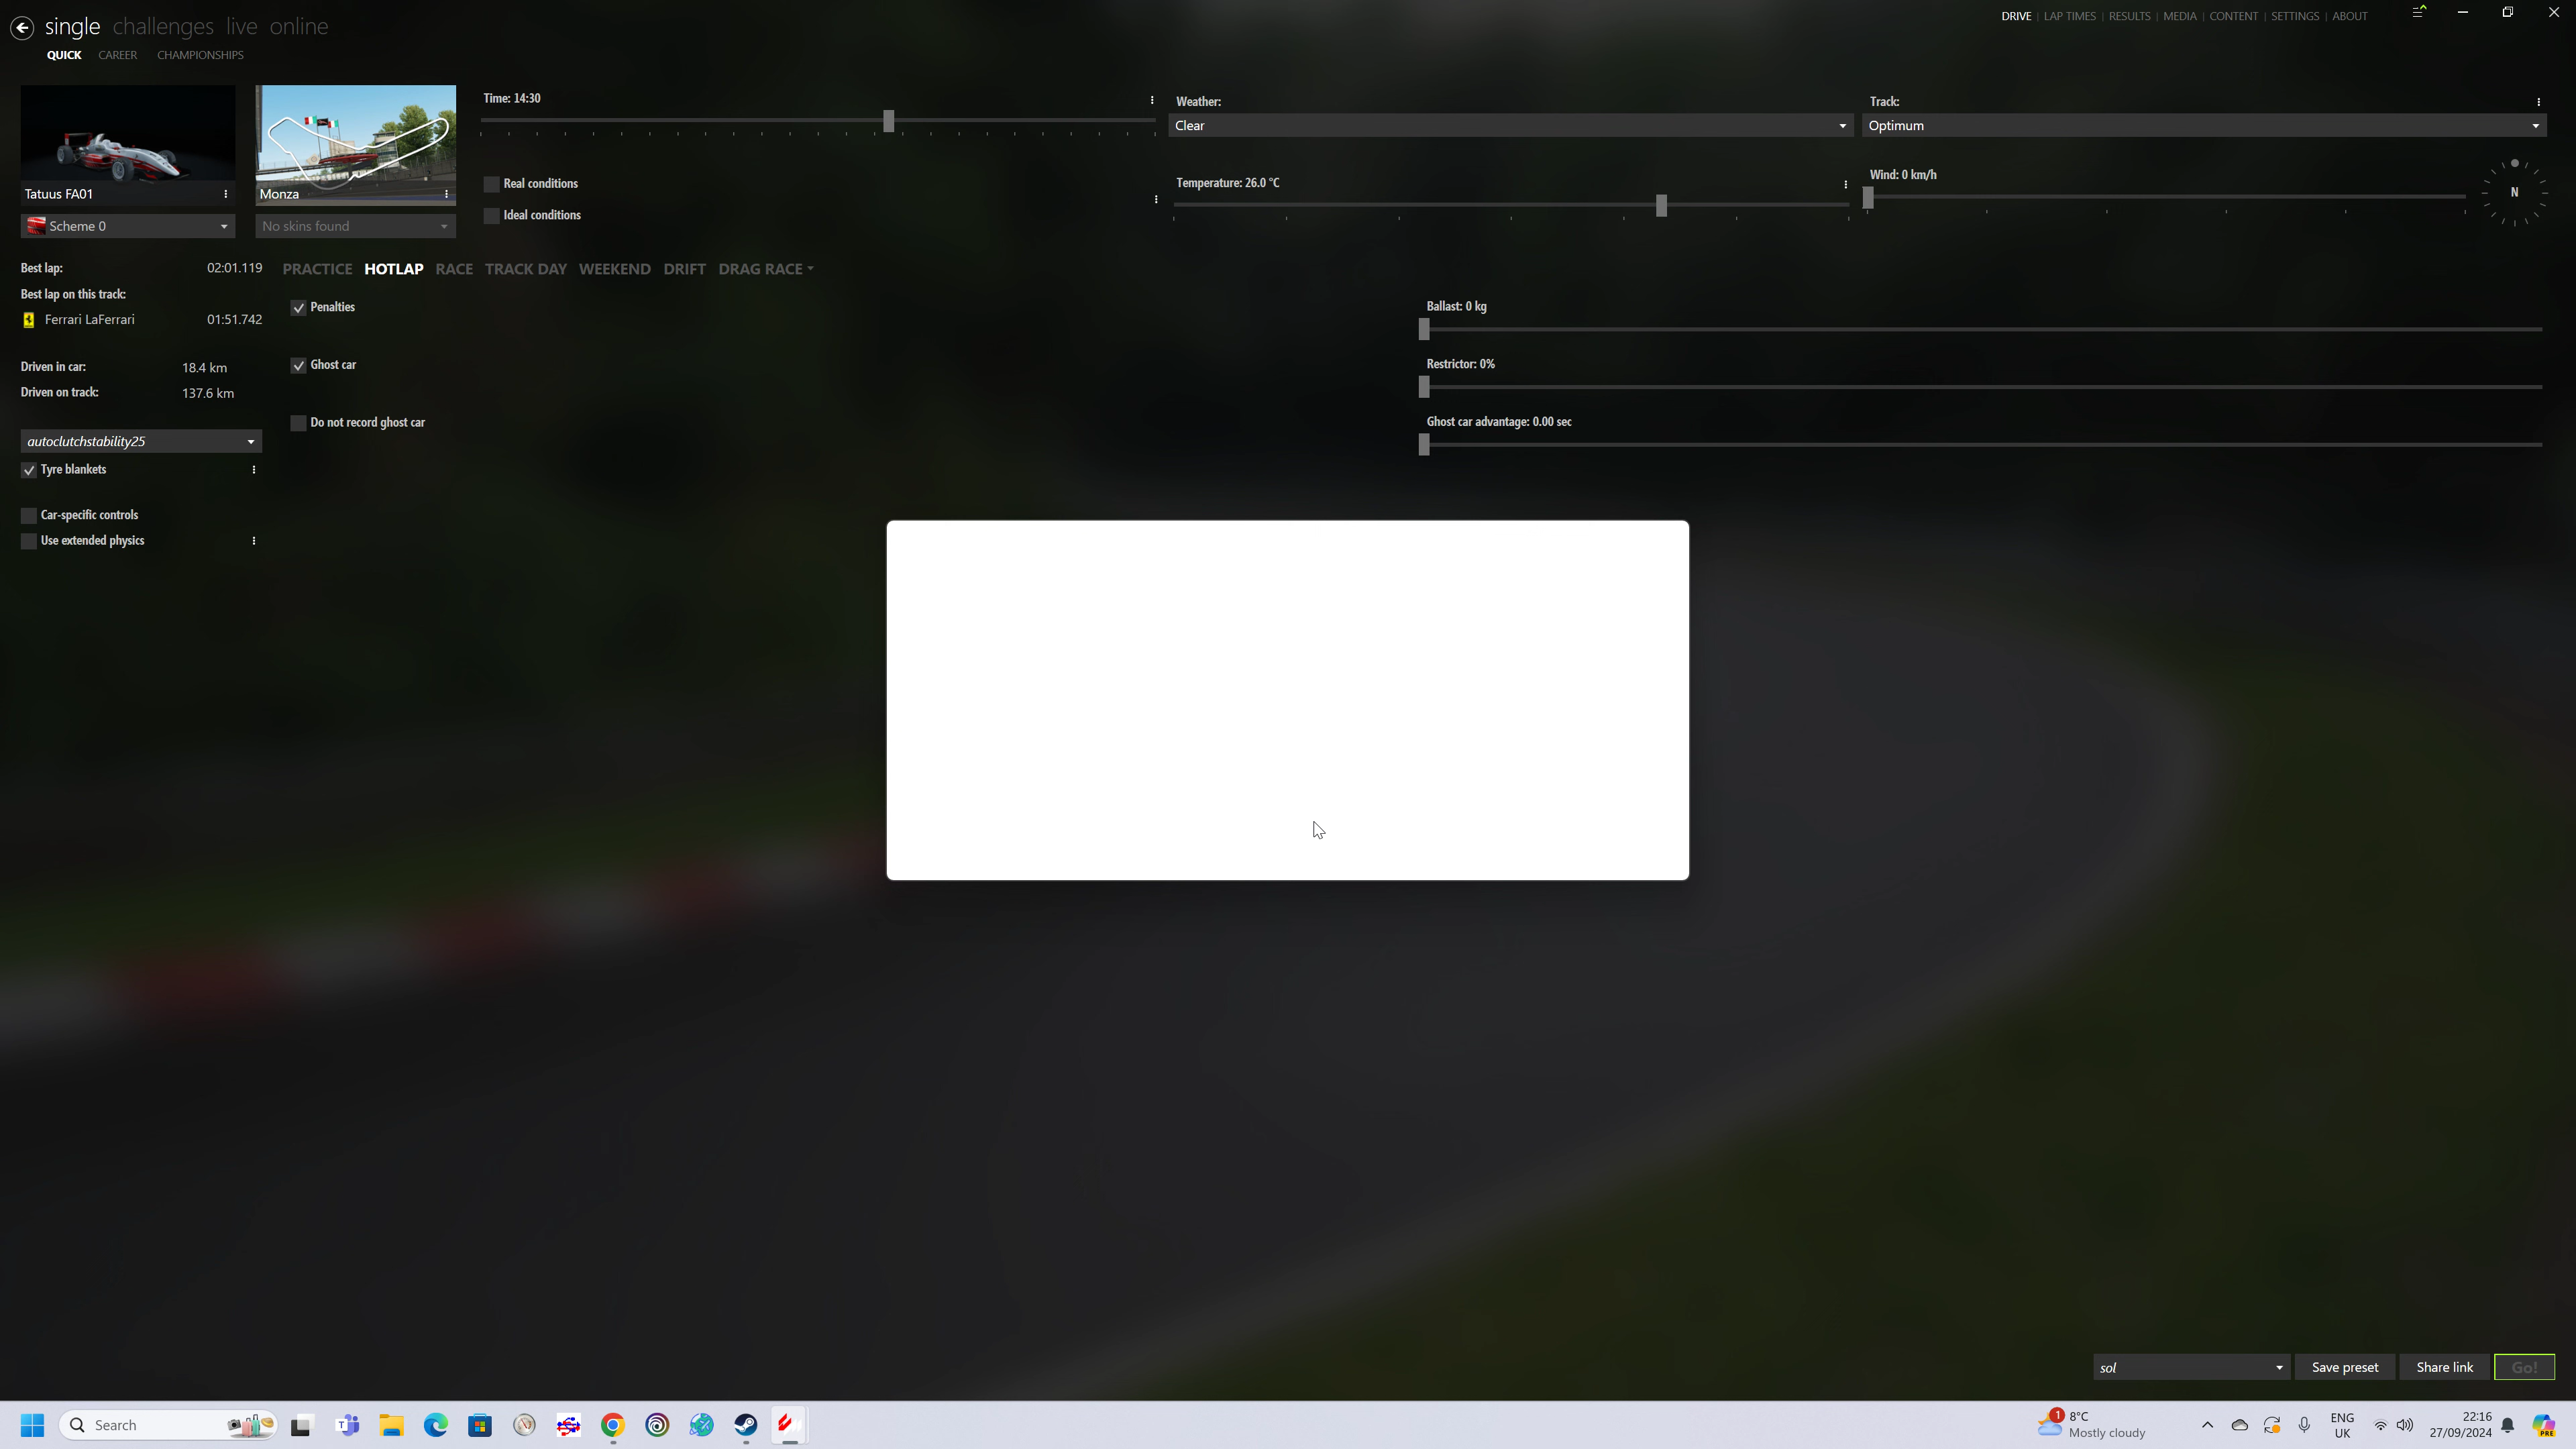 single challenges live online
QUICK CAREER CHAMPIONSHIPS
DRIVE | LAP TIMES | RESULTS | MEDIA | CONTENT | SETTINGS | ABOUT
Tatuus FA01
Monza
Scheme 0
No skins found
Time: 14:30
Real conditions
Ideal conditions
Weather:
Clear
Temperature: 26.0 °C
Track:
Optimum
Wind: 0 km/h
N
Best lap: 02:01.119
Best lap on this track:
Ferrari LaFerrari 01:51.742
Driven in car: 18.4 km
Driven on track: 137.6 km
autoclutchstability25
Tyre blankets
Car-specific controls
Use extended physics
PRACTICE HOTLAP RACE TRACK DAY WEEKEND DRIFT DRAG RACE
Penalties
Ghost car
Do not record ghost car
Ballast: 0 kg
Restrictor: 0%
Ghost car advantage: 0.00 sec
sol
Save preset
Share link
Go!
Search
1
8°C
Mostly cloudy
ENG
UK
22:16
27/09/2024
PRE